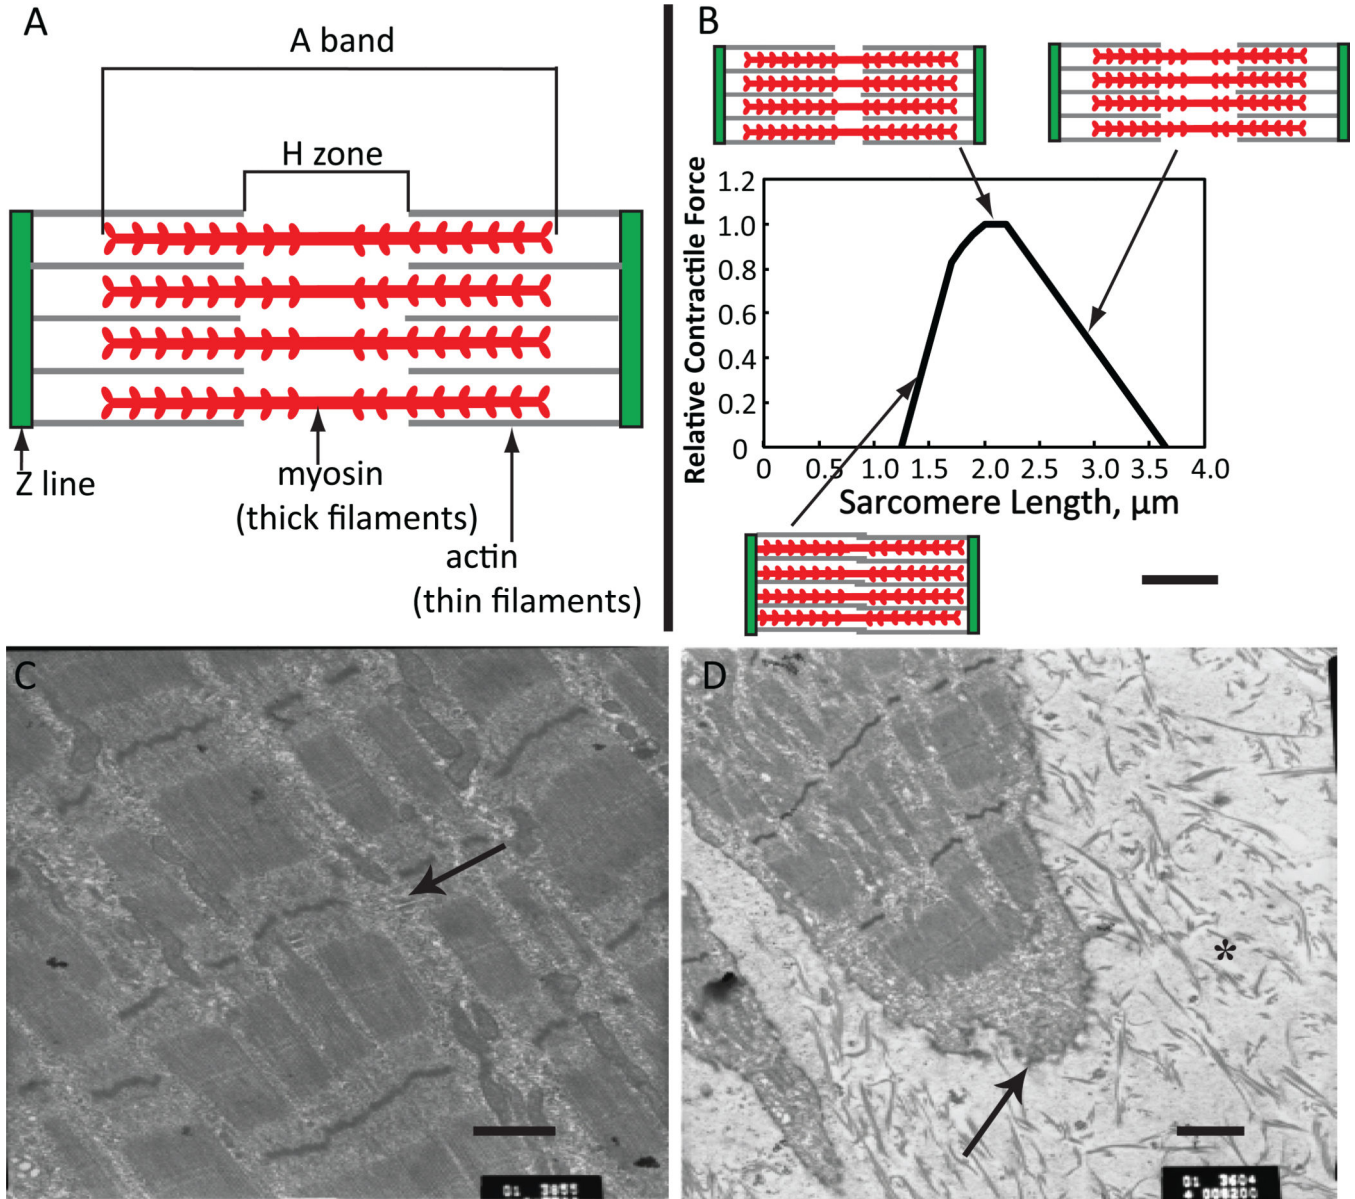 A
A band
H zone
Z line
myosin
(thick filaments)
actin
(thin filaments)
B
Relative Contractile Force
1.2
1.0
0.8
0.6
0.4
0.2
0
0 0.5 1.0 1.5 2.0 2.5 3.0 3.5 4.0
Sarcomere Length, µm
C
D
*